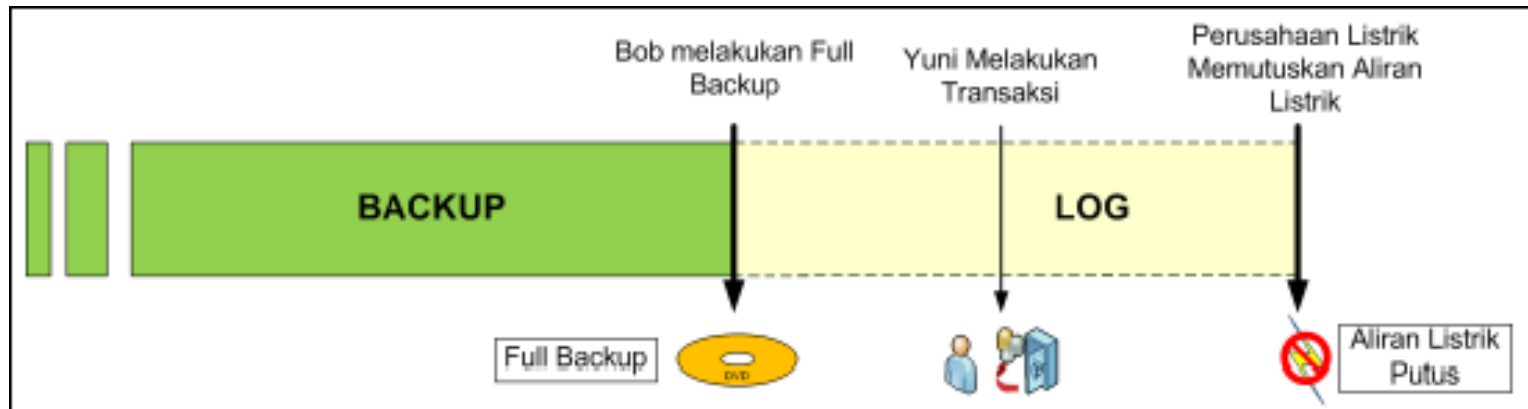 Bob melakukan Full
Backup
Yuni Melakukan
Transaksi
Perusahaan Listrik
Memutuskan Aliran
Listrik
BACKUP
LOG
Full Backup
DVD
Aliran Listrik
Putus